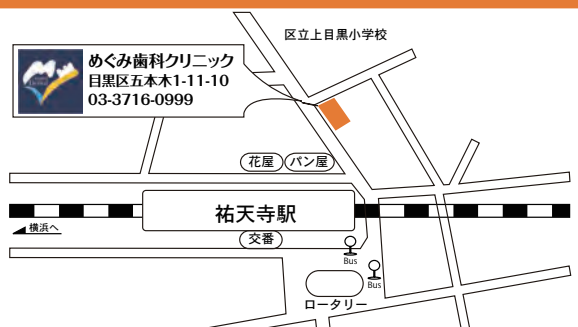 区立上目黒小学校
めぐみ歯科クリニック
目黒区五本木1-11-10
03-3716-0999
花屋
パン屋
祐天寺駅
横浜へ
交番
Bus
Bus
ロータリー